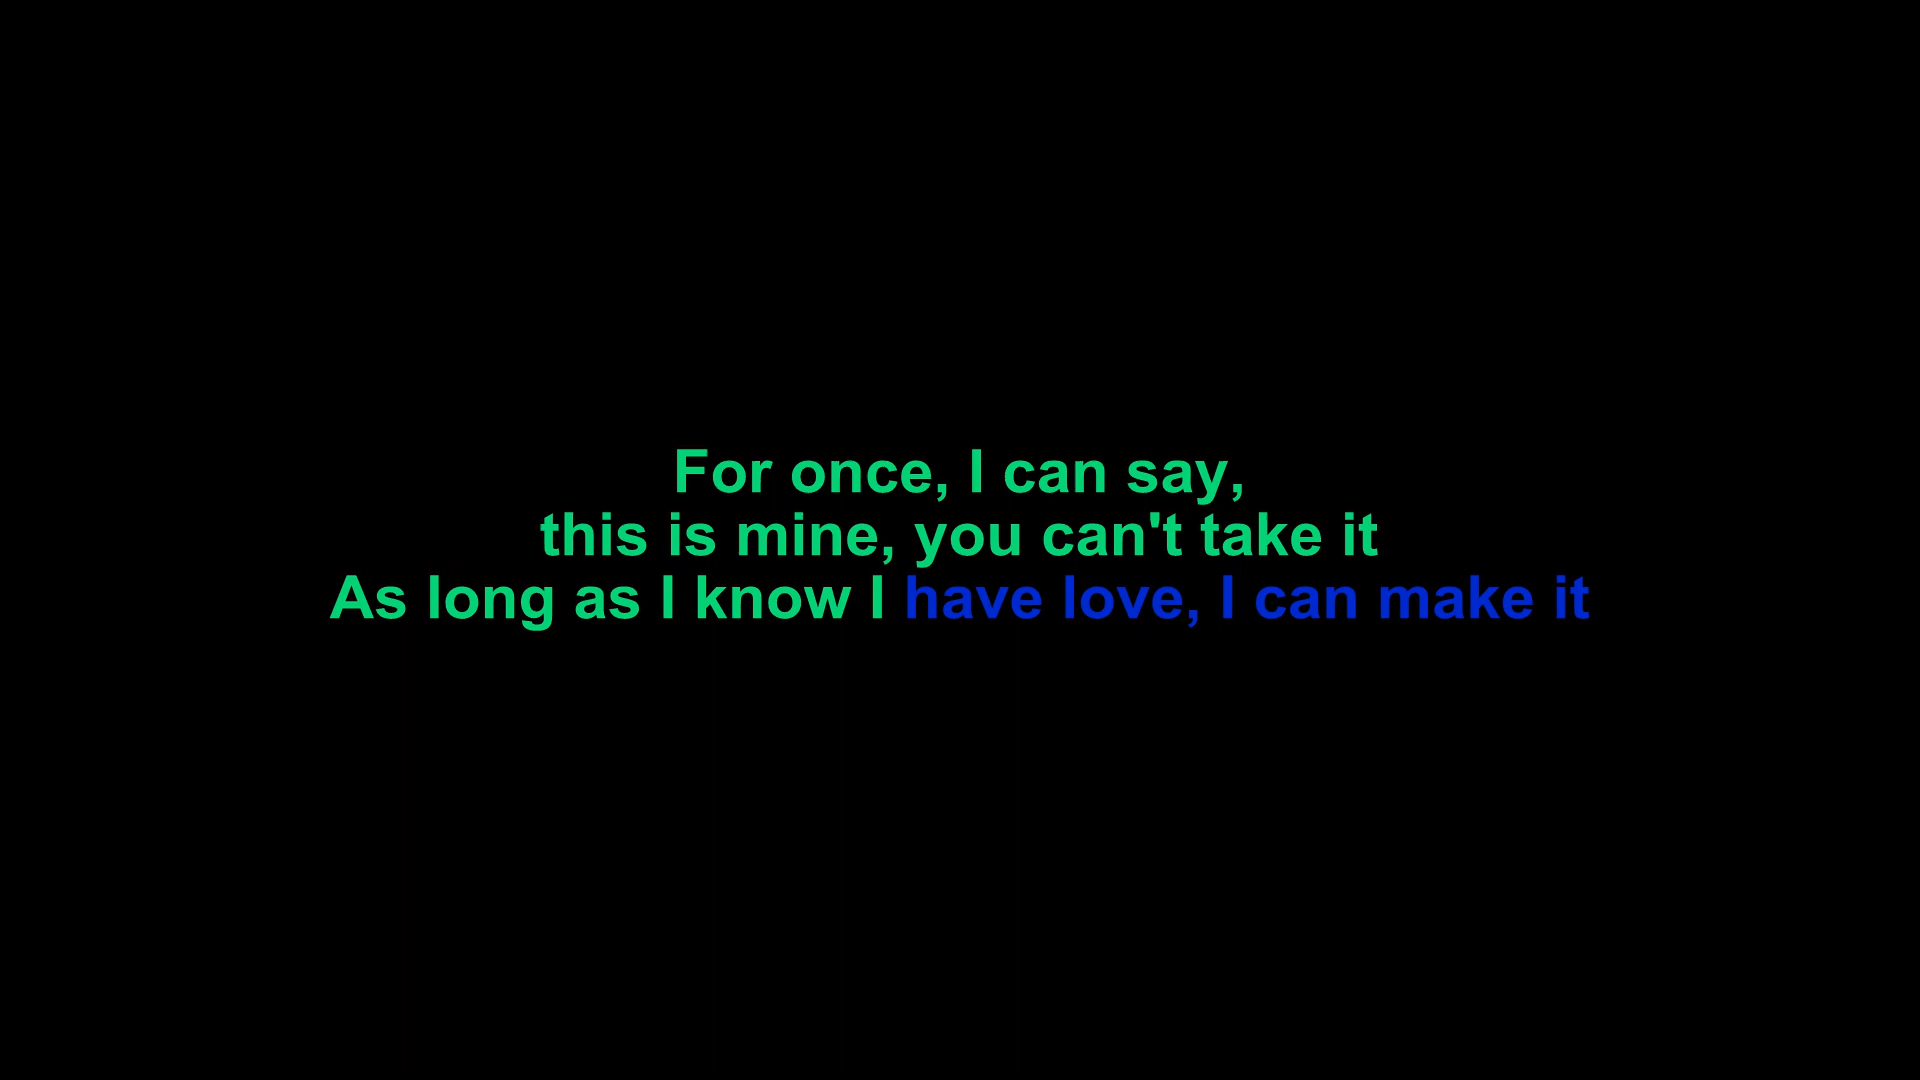 For once, I can say,
this is mine, you can't take it
As long as I know I have love, I can make it